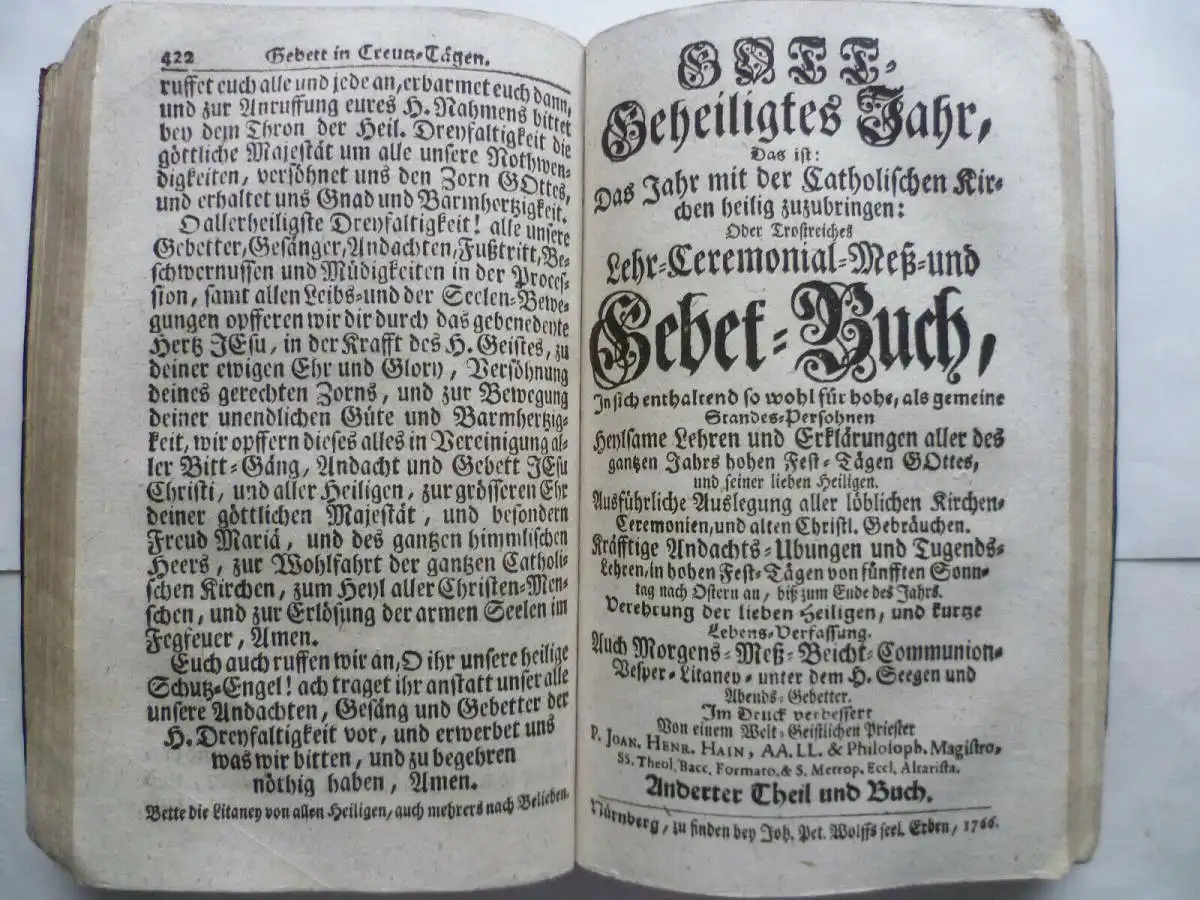 422 Gebett in Creutz-Tägen.
ruffet euch alle und jede an, erbarmet euch dann,
und zur Anruffung eures H. Nahmens bittet
bey dem Thron der Heil. Dreyfaltigkeit die
göttliche Majestät um alle unsere Nothwen-
digkeiten, versöhnet uns den Zorn GOttes,
und erhaltet uns Gnad und Barmhertzigkeit.
O allerheiligste Dreyfaltigkeit! alle unsere
Gebetter, Gesänger, Andachten, Fußtritt, Be-
schwernussen und Müdigkeiten in der Proces-
sion, samt allen Leibs-und der Seelen-Bewe-
gungen opfferen wir dir durch das gebenedeyte
Hertz JEsu, in der Krafft des H. Geistes, zu
deiner ewigen Ehr und Glory, Versöhnung
deines gerechten Zorns, und zur Bewegung
deiner unendlichen Güte und Barmhertzig-
keit, wir opffern dieses alles in Vereinigung al-
ler Bitt-Gäng, Andacht und Gebett JEsu
Christi, und aller Heiligen, zur grösseren Ehr
deiner göttlichen Majestät, und besondern
Freud Mariä, und des gantzen himmlischen
Heers, zur Wohlfahrt der gantzen Catholi-
schen Kirchen, zum Heyl aller Christen-Men-
schen, und zur Erlösung der armen Seelen im
Fegfeuer, Amen.
Euch auch ruffen wir an, O ihr unsere heilige
Schutz-Engel! ach traget ihr anstatt unser alle
unsere Andachten, Gesäng und Gebetter der
H. Dreyfaltigkeit vor, und erwerbet uns
was wir bitten, und zu begehren
nöthig haben, Amen.
Bette die Litaney von allen Heiligen, auch mehrers nach Belieben.
GOTT-
Geheiligtes Jahr,
Das ist:
Das Jahr mit der Catholischen Kir-
chen heilig zuzubringen:
Oder Trostreiches
Lehr-Ceremonial-Meß-und
Gebet-Buch,
In sich enthaltend so wohl für hohe, als gemeine
Standes-Persohnen
Heylsame Lehren und Erklärungen aller des
gantzen Jahrs hohen Fest-Tägen GOttes,
und seiner lieben Heiligen.
Ausführliche Auslegung aller löblichen Kirchen-
Ceremonien, und alten Christl. Gebräuchen.
Kräfftige Andachts-Ubungen und Tugends-
Lehren, in hohen Fest-Tägen von fünfften Sonn-
tag nach Ostern an, biß zum Ende des Jahrs.
Verehrung der lieben Heiligen, und kurtze
Lebens-Verfassung.
Auch Morgens-Meß-Beicht-Communion-
Vesper-Litaney-unter dem H. Seegen und
Abends-Gebetter.
Im Druck verbessert
Von einem Welt-Geistlichen Priester
P. JOAN. HENR. HAIN, AA. LL. & Philosoph. Magistro,
SS. Theol. Bacc. Formato. & S. Metrop. Eccl. Altarista.
Anderter Theil und Buch.
Nürnberg, zu finden bey Joh. Pet. Wolffs seel. Erben, 1766.